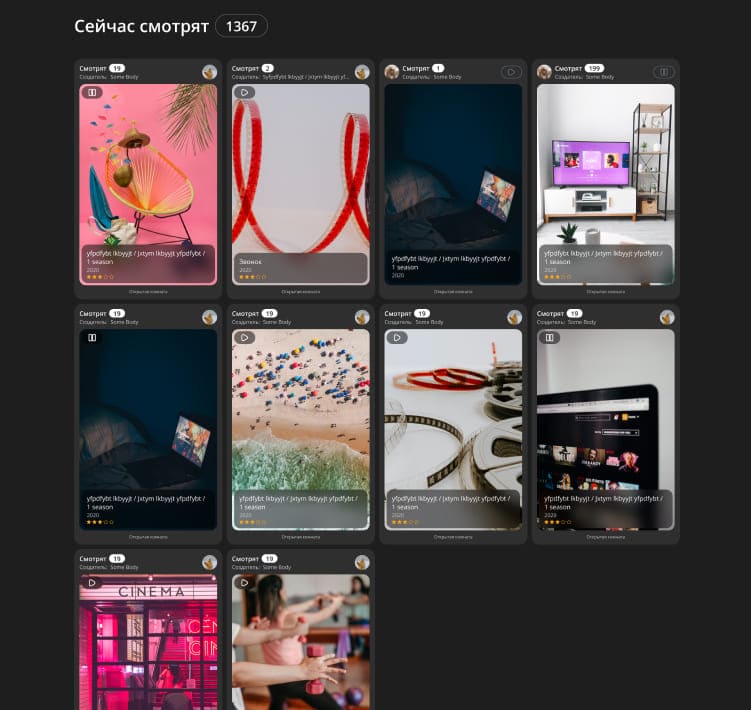 Сейчас смотрят 1367
Смотрят 19
Создатель: Some Body
yfpdfybt lkbyyjt / Jxtym lkbyyjt yfpdfybt /
1 season
2020
Открытая комната
Смотрят 2
Создатель: Syfpdfybt lkbyyjt / Jxtym lkbyyjt yf...
Звонок
2020
Открытая комната
Смотрят 1
Создатель: Some Body
yfpdfybt lkbyyjt / Jxtym lkbyyjt yfpdfybt /
1 season
2020
Открытая комната
Смотрят 199
Создатель: Some Body
yfpdfybt lkbyyjt / Jxtym lkbyyjt yfpdfybt /
1 season
2020
Открытая комната
Смотрят 19
Создатель: Some Body
yfpdfybt lkbyyjt / Jxtym lkbyyjt yfpdfybt /
1 season
2020
Открытая комната
Смотрят 19
Создатель: Some Body
yfpdfybt lkbyyjt / Jxtym lkbyyjt yfpdfybt /
1 season
2020
Открытая комната
Смотрят 19
Создатель: Some Body
yfpdfybt lkbyyjt / Jxtym lkbyyjt yfpdfybt /
1 season
2020
Открытая комната
Смотрят 19
Создатель: Some Body
yfpdfybt lkbyyjt / Jxtym lkbyyjt yfpdfybt /
1 season
2020
Открытая комната
Смотрят 19
Создатель: Some Body
CINEMA
Смотрят 19
Создатель: Some Body